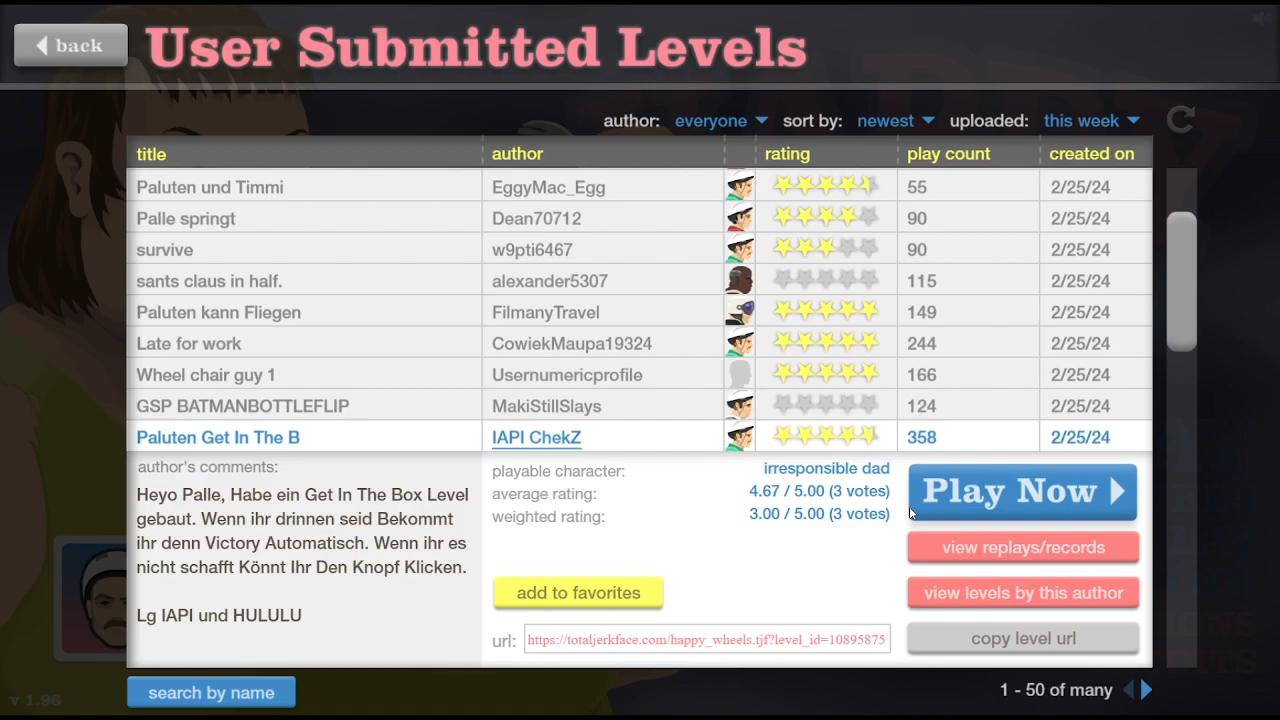 back
User Submitted Levels
author: everyone sort by: newest uploaded: this week
title author rating play count created on
Paluten und Timmi EggyMac_Egg 55 2/25/24
Palle springt Dean70712 90 2/25/24
survive w9pti6467 90 2/25/24
sants claus in half. alexander5307 115 2/25/24
Paluten kann Fliegen FilmanyTravel 149 2/25/24
Late for work CowiekMaupa19324 244 2/25/24
Wheel chair guy 1 Usernumericprofile 166 2/25/24
GSP BATMANBOTTLEFLIP MakiStillSlays 124 2/25/24
Paluten Get In The B IAPI ChekZ 358 2/25/24
author's comments:
Heyo Palle, Habe ein Get In The Box Level
gebaut. Wenn ihr drinnen seid Bekommt
ihr denn Victory Automatisch. Wenn ihr es
nicht schafft Könnt Ihr Den Knopf Klicken.
Lg IAPI und HULULU
playable character: irresponsible dad
average rating: 4.67 / 5.00 (3 votes)
weighted rating: 3.00 / 5.00 (3 votes)
add to favorites
url: https://totaljerkface.com/happy_wheels.tjf?level_id=10895875
Play Now
view replays/records
view levels by this author
copy level url
search by name
1 - 50 of many
v 1.96